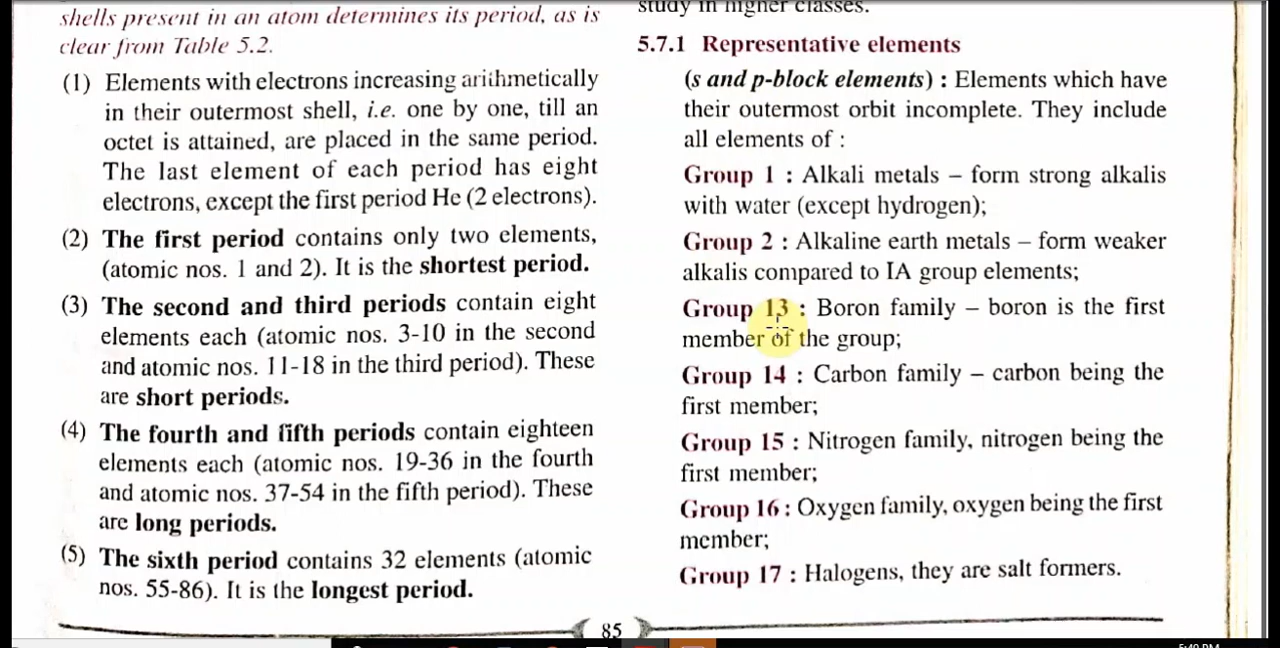 shells present in an atom determines its period, as is
clear from Table 5.2.
(1) Elements with electrons increasing arithmetically
in their outermost shell, i.e. one by one, till an
octet is attained, are placed in the same period.
The last element of each period has eight
electrons, except the first period He (2 electrons).
(2) The first period contains only two elements,
(atomic nos. 1 and 2). It is the shortest period.
(3) The second and third periods contain eight
elements each (atomic nos. 3-10 in the second
and atomic nos. 11-18 in the third period). These
are short periods.
(4) The fourth and fifth periods contain eighteen
elements each (atomic nos. 19-36 in the fourth
and atomic nos. 37-54 in the fifth period). These
are long periods.
(5) The sixth period contains 32 elements (atomic
nos. 55-86). It is the longest period.
study in higher classes.
5.7.1 Representative elements
(s and p-block elements) : Elements which have
their outermost orbit incomplete. They include
all elements of :
Group 1 : Alkali metals – form strong alkalis
with water (except hydrogen);
Group 2 : Alkaline earth metals – form weaker
alkalis compared to IA group elements;
Group 13 : Boron family – boron is the first
member of the group;
Group 14 : Carbon family – carbon being the
first member;
Group 15 : Nitrogen family, nitrogen being the
first member;
Group 16 : Oxygen family, oxygen being the first
member;
Group 17 : Halogens, they are salt formers.
85
5:49 PM